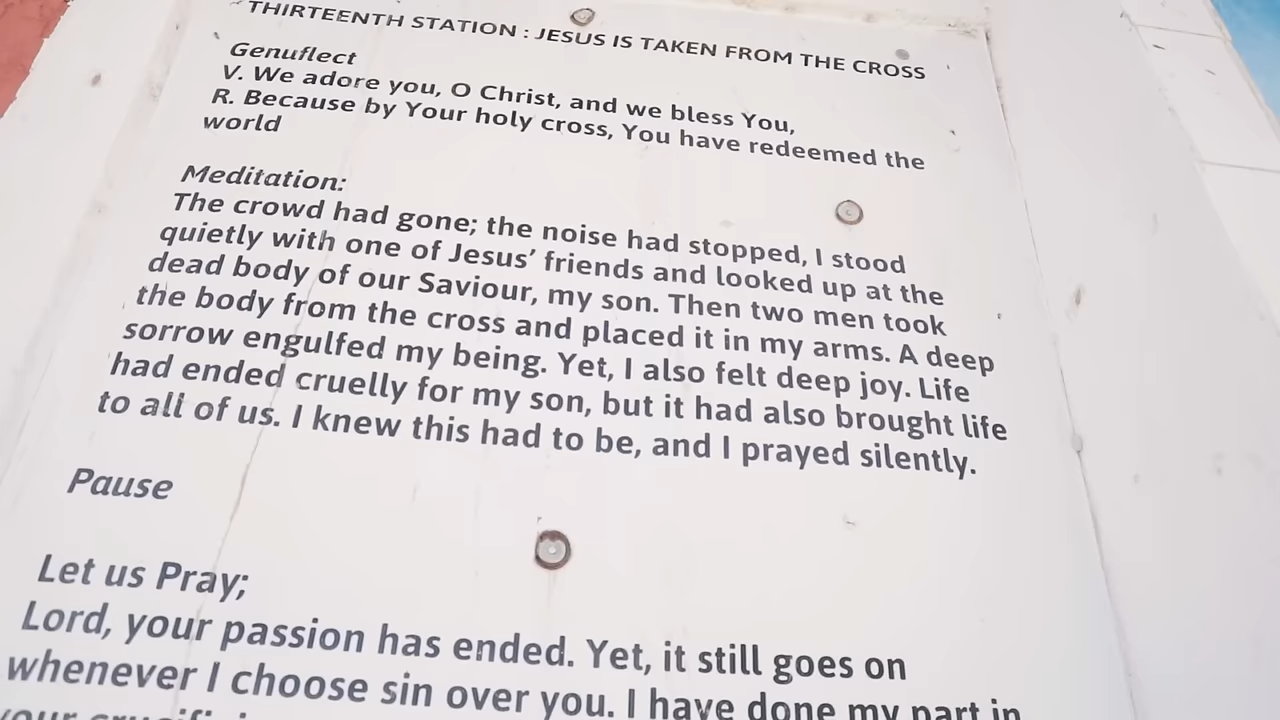 THIRTEENTH STATION : JESUS IS TAKEN FROM THE CROSS
Genuflect
V. We adore you, O Christ, and we bless You,
R. Because by Your holy cross, You have redeemed the
world
Meditation:
The crowd had gone; the noise had stopped, I stood
quietly with one of Jesus’ friends and looked up at the
dead body of our Saviour, my son. Then two men took
the body from the cross and placed it in my arms. A deep
sorrow engulfed my being. Yet, I also felt deep joy. Life
had ended cruelly for my son, but it had also brought life
to all of us. I knew this had to be, and I prayed silently.
Pause
Let us Pray;
Lord, your passion has ended. Yet, it still goes on
whenever I choose sin over you. I have done my part in
your